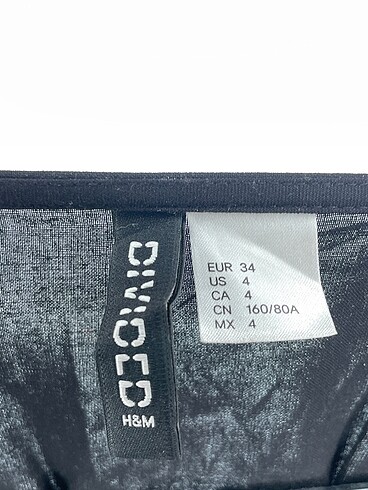 DIVIDED
H&M
EUR 34
US 4
CA 4
CN 160/80A
MX 4